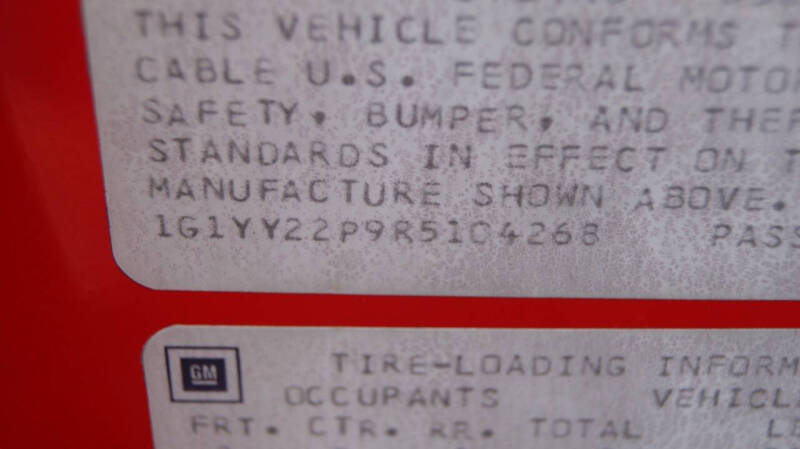 THIS VEHICLE CONFORMS T
CABLE U.S. FEDERAL MOTOR
SAFETY, BUMPER, AND THEF
STANDARDS IN EFFECT ON T
MANUFACTURE SHOWN ABOVE.
1G1YY22P9R5104268 PASS
GM
TIRE-LOADING INFORM
OCCUPANTS VEHICL
FRT. CTR. RR. TOTAL